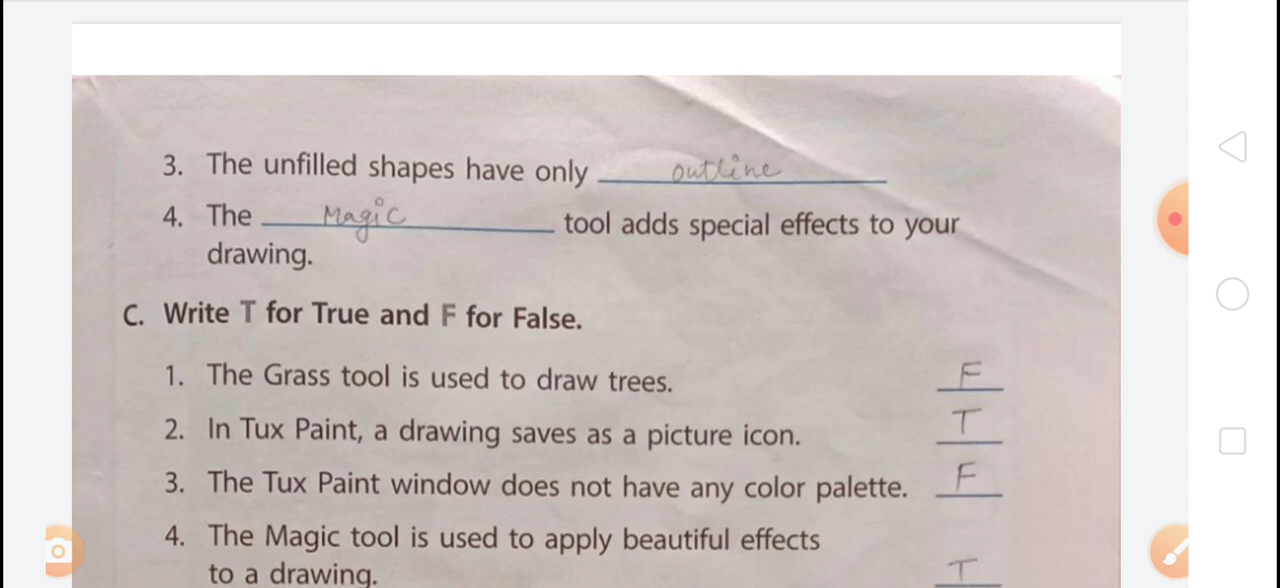 3. The unfilled shapes have only outline
4. The Magic tool adds special effects to your
drawing.
C. Write T for True and F for False.
1. The Grass tool is used to draw trees. F
2. In Tux Paint, a drawing saves as a picture icon. T
3. The Tux Paint window does not have any color palette. F
4. The Magic tool is used to apply beautiful effects
to a drawing. T